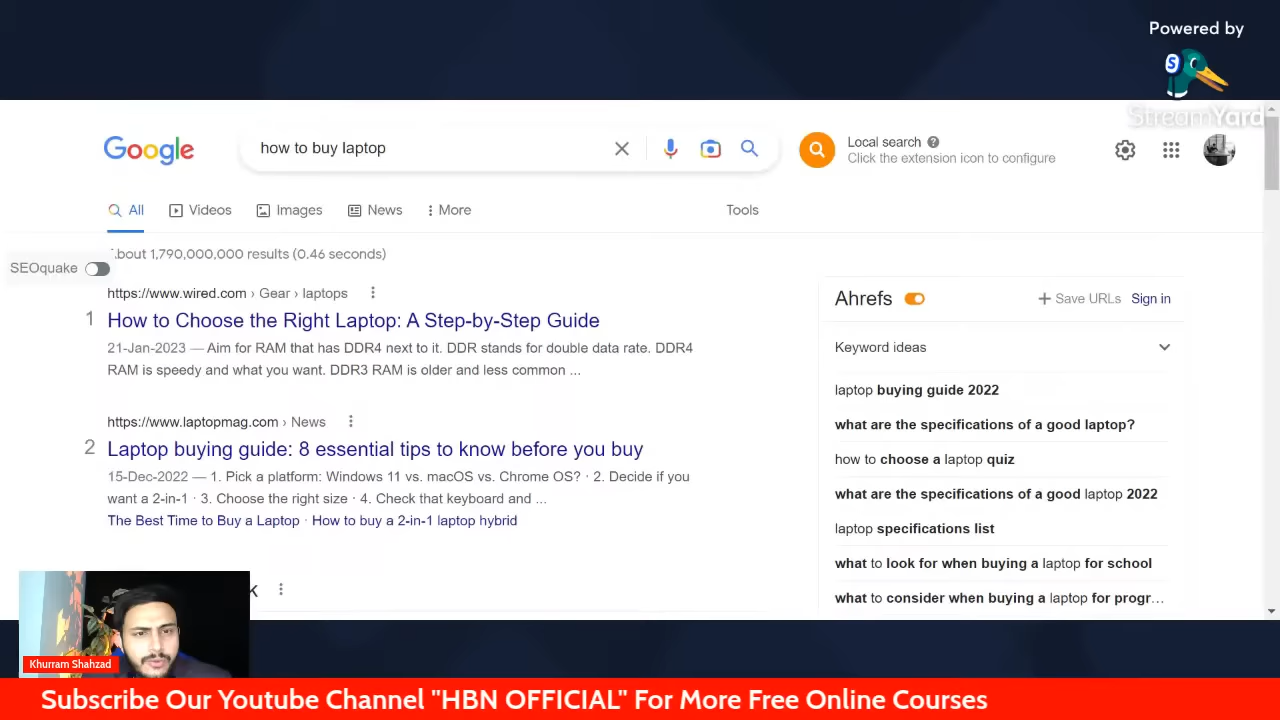 Powered by
StreamYard
Google
how to buy laptop
Local search
Click the extension icon to configure
All
Videos
Images
News
More
Tools
bout 1,790,000,000 results (0.46 seconds)
SEOquake
https://www.wired.com › Gear › laptops
1
How to Choose the Right Laptop: A Step-by-Step Guide
21-Jan-2023 — Aim for RAM that has DDR4 next to it. DDR stands for double data rate. DDR4
RAM is speedy and what you want. DDR3 RAM is older and less common ...
https://www.laptopmag.com › News
2
Laptop buying guide: 8 essential tips to know before you buy
15-Dec-2022 — 1. Pick a platform: Windows 11 vs. macOS vs. Chrome OS? · 2. Decide if you
want a 2-in-1 · 3. Choose the right size · 4. Check that keyboard and ...
The Best Time to Buy a Laptop · How to buy a 2-in-1 laptop hybrid
Ahrefs
Save URLs
Sign in
Keyword ideas
laptop buying guide 2022
what are the specifications of a good laptop?
how to choose a laptop quiz
what are the specifications of a good laptop 2022
laptop specifications list
what to look for when buying a laptop for school
what to consider when buying a laptop for progr...
Khurram Shahzad
Subscribe Our Youtube Channel "HBN OFFICIAL" For More Free Online Courses